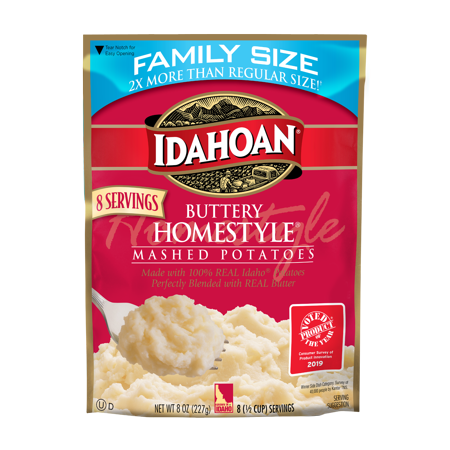 Tear Notch for
Easy Opening
FAMILY SIZE
2X MORE THAN REGULAR SIZE!†
IDAHOAN®
8 SERVINGS
Homestyle
BUTTERY
HOMESTYLE
MASHED POTATOES
Made with 100% REAL Idaho® Potatoes
Perfectly Blended with REAL Butter
VOTED
PRODUCT
OF THE YEAR
Consumer Survey of
Product Innovation
2019
SERVING
SUGGESTION
U D
NET WT 8 OZ (227g)
IDAHO
8 (½ CUP) SERVINGS